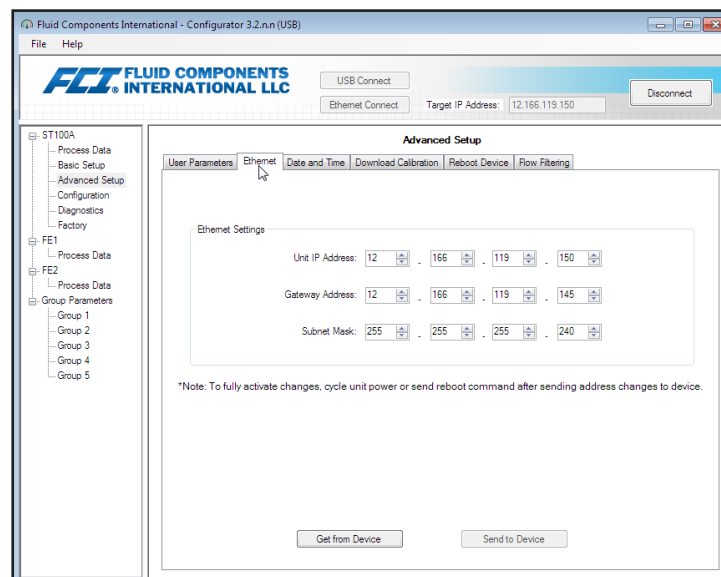 Fluid Components International - Configurator 3.2.n.n (USB)
File Help
FCI FLUID COMPONENTS
® INTERNATIONAL LLC
USB Connect
Ethernet Connect Target IP Address: 12.166.119.150
Disconnect
ST100A
Process Data
Basic Setup
Advanced Setup
Configuration
Diagnostics
Factory
FE1
Process Data
FE2
Process Data
Group Parameters
Group 1
Group 2
Group 3
Group 4
Group 5
Advanced Setup
User Parameters Ethernet Date and Time Download Calibration Reboot Device Flow Filtering
Ethernet Settings
Unit IP Address: 12 . 166 . 119 . 150
Gateway Address: 12 . 166 . 119 . 145
Subnet Mask: 255 . 255 . 255 . 240
*Note: To fully activate changes, cycle unit power or send reboot command after sending address changes to device.
Get from Device Send to Device